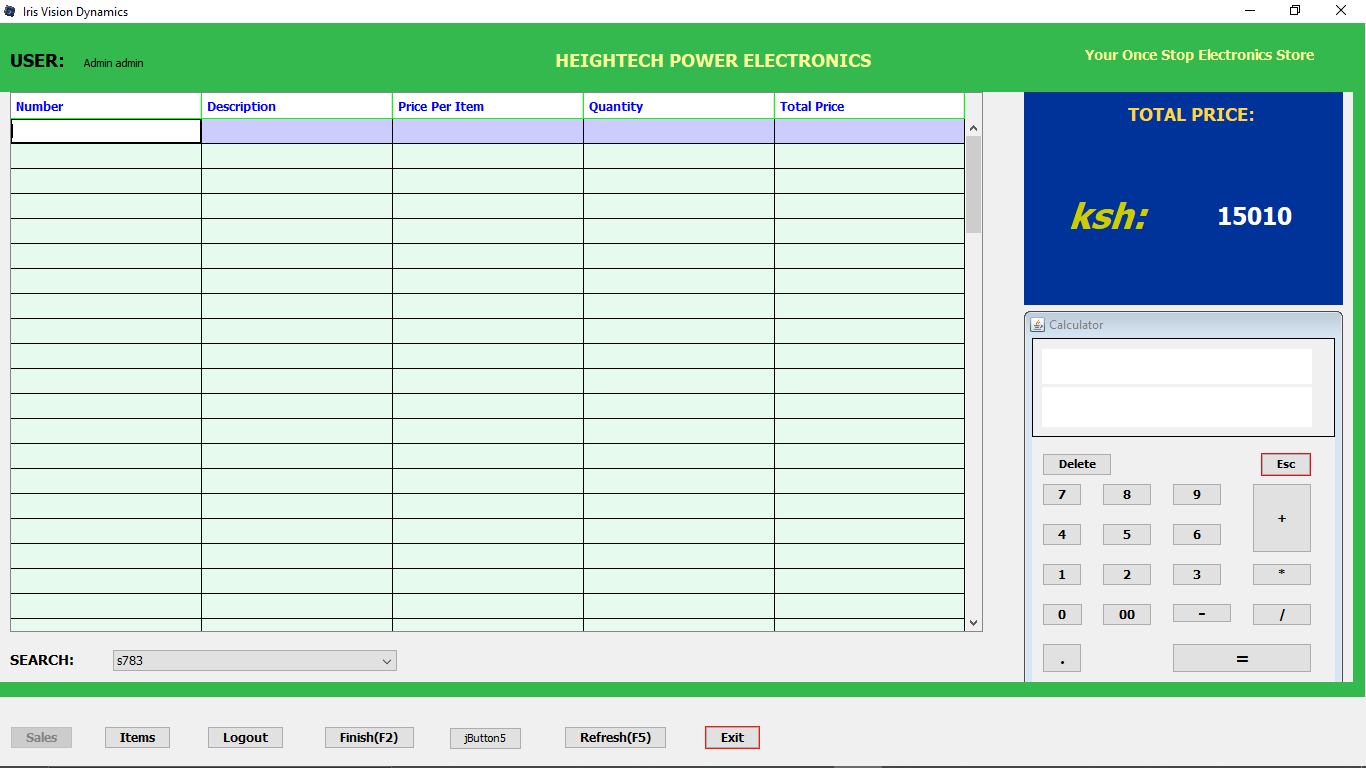 Iris Vision Dynamics
USER: Admin admin
HEIGHTECH POWER ELECTRONICS
Your Once Stop Electronics Store
Number Description Price Per Item Quantity Total Price
TOTAL PRICE:
ksh: 15010
Calculator
Delete Esc
7 8 9 +
4 5 6
1 2 3 *
0 00 - /
. =
SEARCH: s783
Sales Items Logout Finish(F2) jButton5 Refresh(F5) Exit